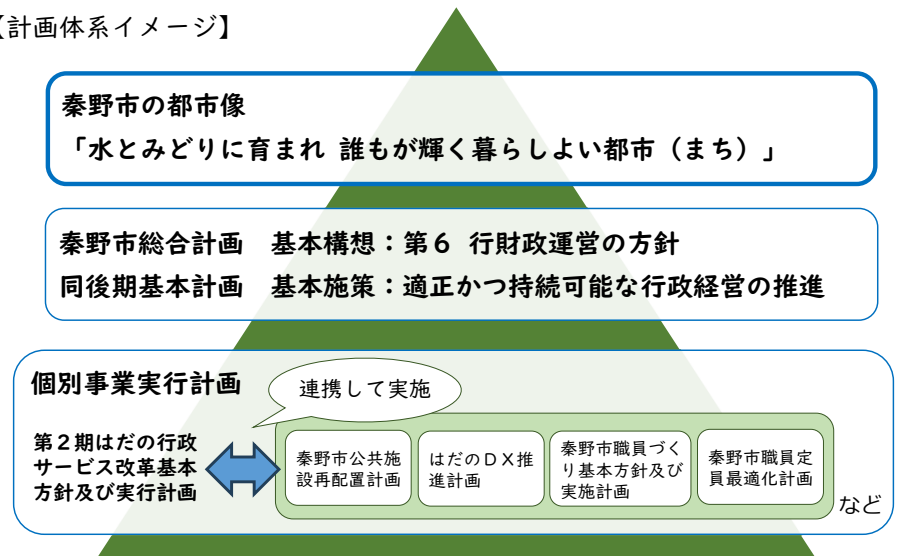 【計画体系イメージ】
秦野市の都市像
「水とみどりに育まれ 誰もが輝く暮らしよい都市（まち）」
秦野市総合計画　基本構想：第６ 行財政運営の方針
同後期基本計画　基本施策：適正かつ持続可能な行政経営の推進
個別事業実行計画
連携して実施
第２期はだの行政
サービス改革基本
方針及び実行計画
秦野市公共施
設再配置計画
はだのＤＸ推
進計画
秦野市職員づく
り基本方針及び
実施計画
秦野市職員定
員最適化計画
など